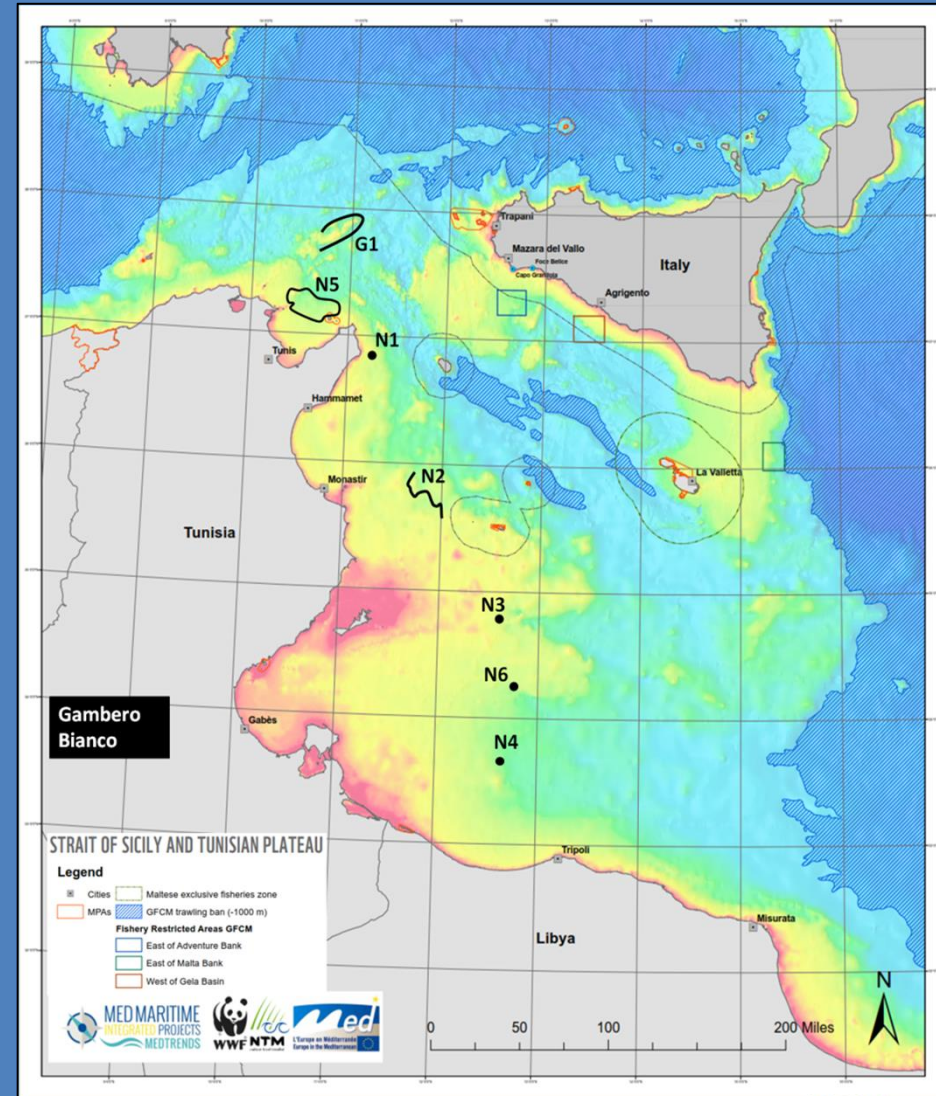 Trapani
G1
Mazara del Vallo
Foce Belice
Capo Granitola
Italy
N5
Agrigento
N1
Tunis
Hammamet
N2
La Valletta
Monastir
Tunisia
N3
N6
Gambero
Bianco
Gabès
N4
STRAIT OF SICILY AND TUNISIAN PLATEAU
Legend
Cities
Maltese exclusive fisheries zone
MPAs
GFCM trawling ban (-1000 m)
Fishery Restricted Areas GFCM
East of Adventure Bank
East of Malta Bank
West of Gela Basin
Tripoli
Misurata
Libya
N
MED MARITIME
INTEGRATED PROJECTS
MEDTRENDS
WWF
NTM
Med
L'Europe en Méditerranée
Europe in the Mediterranean
0 50 100 200 Miles